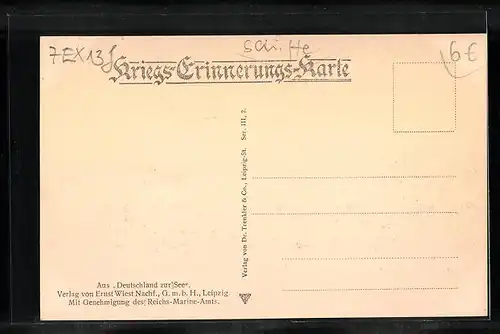 7EX13f
Schiffe
6 €
Kriegs-Erinnerungs-Karte
Verlag von Dr. Trenkler & Co., Leipzig-St. Ser. III, 2.
Aus „Deutschland zur See“.
Verlag von Ernst Wiest Nachf., G. m. b. H., Leipzig.
Mit Genehmigung des Reichs-Marine-Amts.